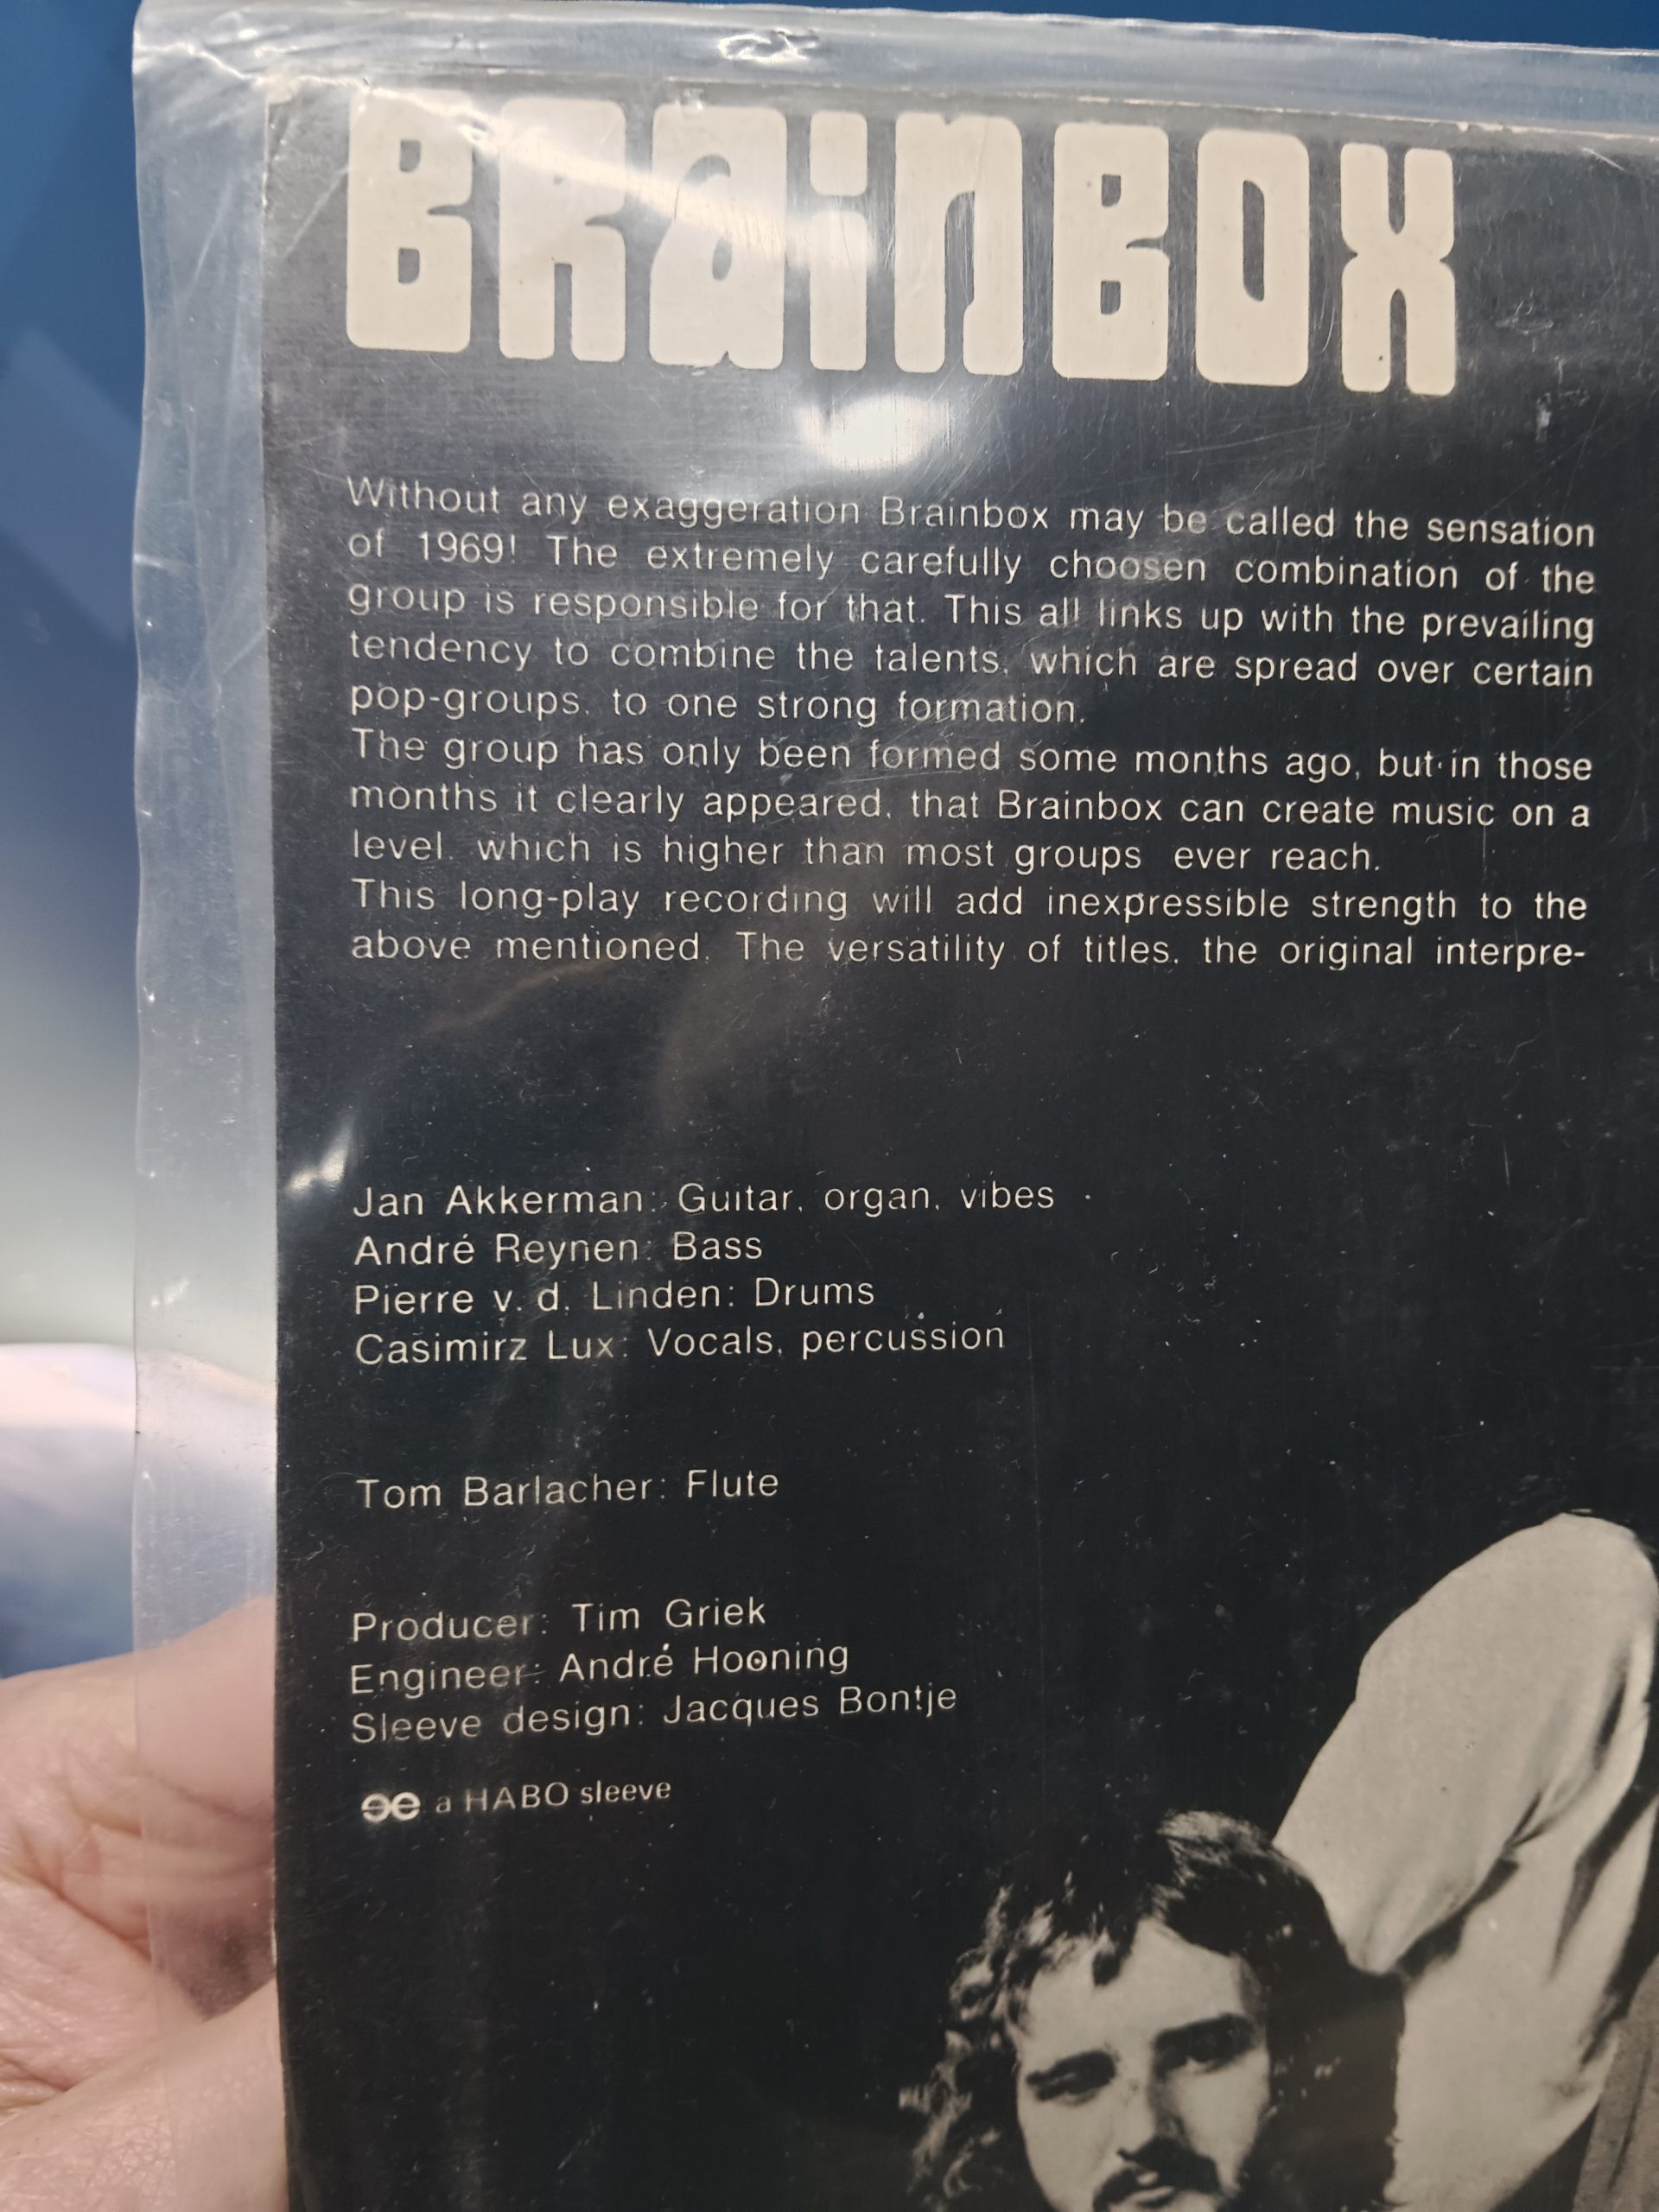 BRaiNBOX
Without any exaggeration Brainbox may be called the sensation
of 1969! The extremely carefully choosen combination of the
group is responsible for that. This all links up with the prevailing
tendency to combine the talents, which are spread over certain
pop-groups, to one strong formation.
The group has only been formed some months ago, but in those
months it clearly appeared, that Brainbox can create music on a
level, which is higher than most groups ever reach.
This long-play recording will add inexpressible strength to the
above mentioned. The versatility of titles, the original interpre-
Jan Akkerman: Guitar, organ, vibes
André Reynen: Bass
Pierre v. d. Linden: Drums
Casimirz Lux: Vocals, percussion
Tom Barlacher: Flute
Producer: Tim Griek
Engineer: André Hooning
Sleeve design: Jacques Bontje
a HABO sleeve